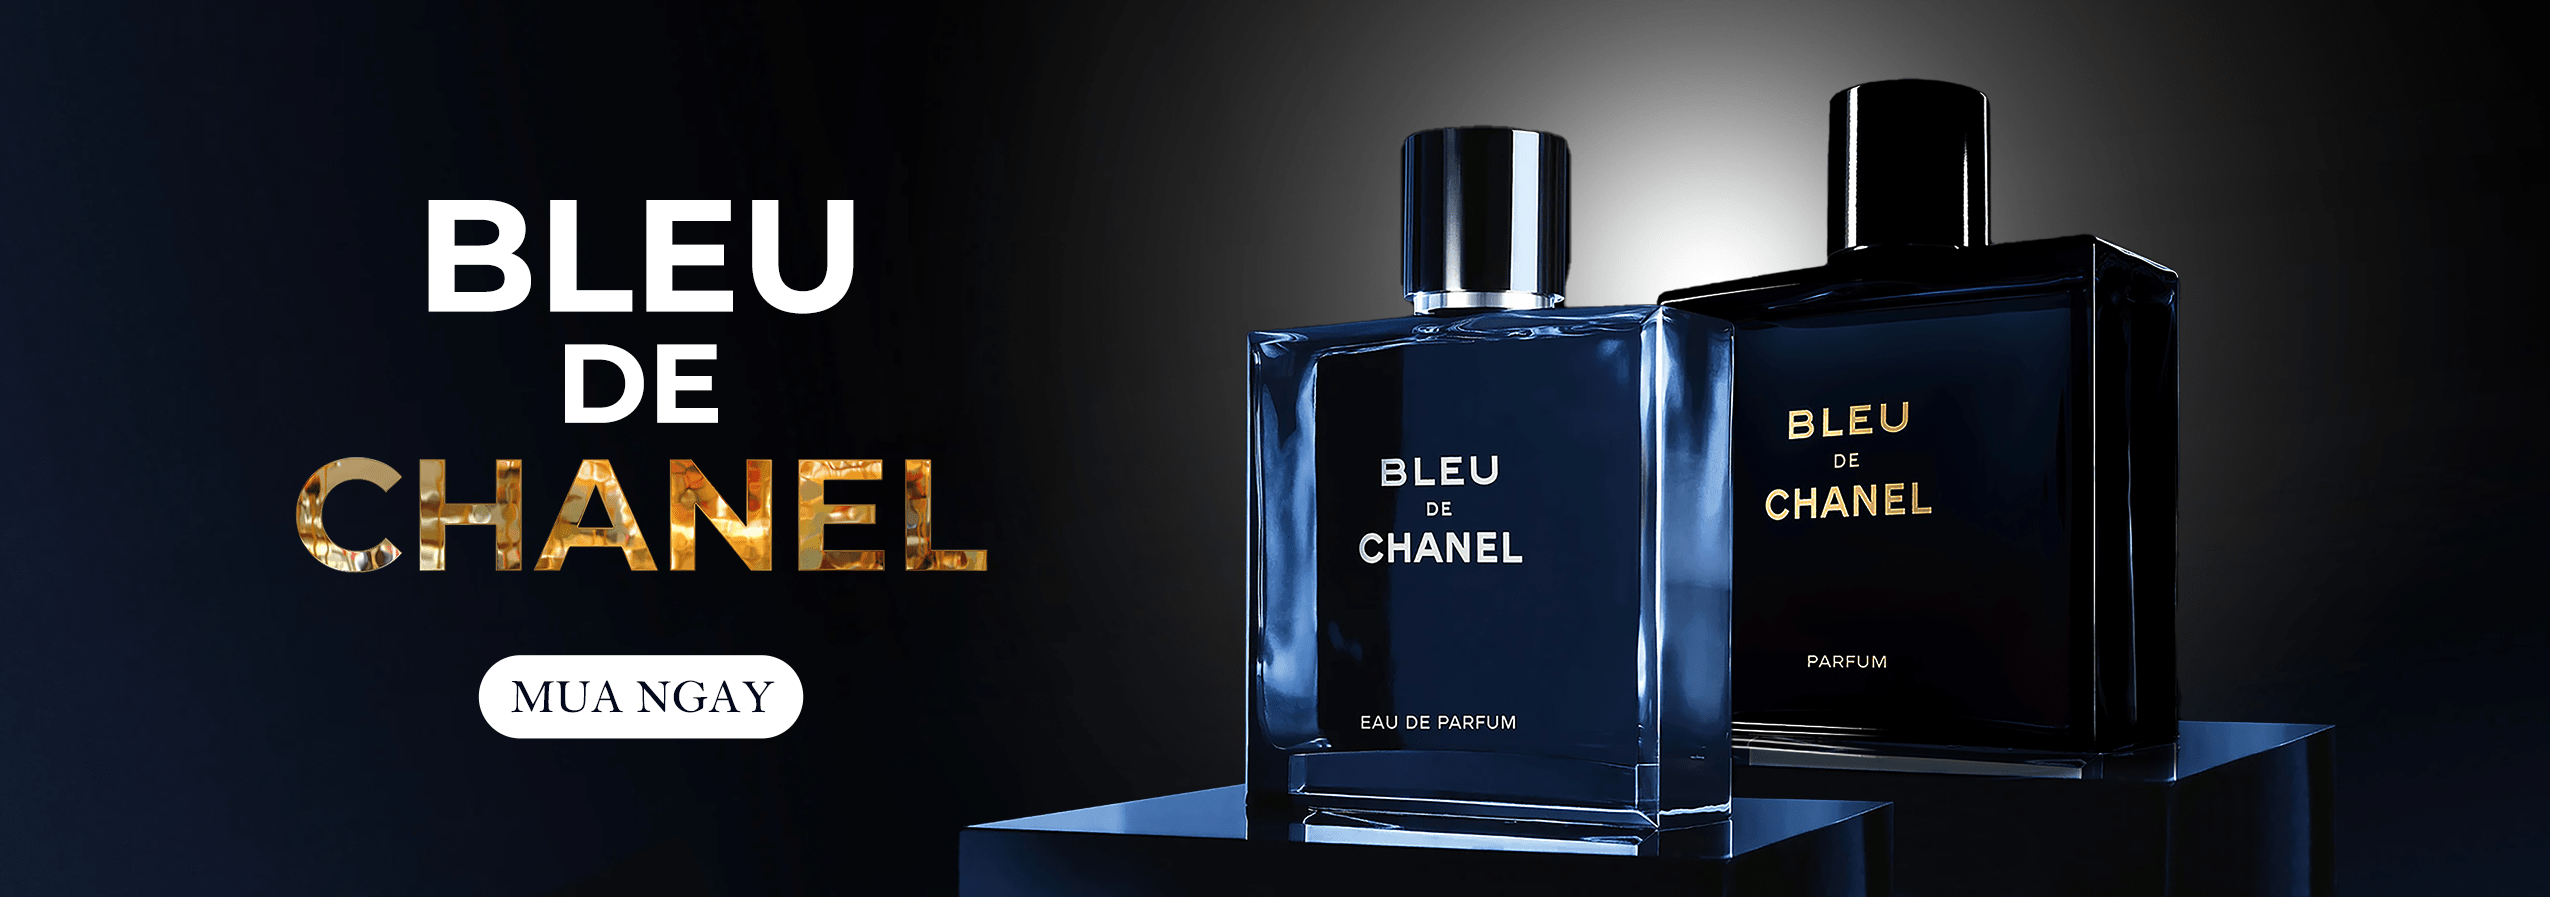 BLEU
DE
CHANEL
MUA NGAY
BLEU
DE
CHANEL
EAU DE PARFUM
BLEU
DE
CHANEL
PARFUM